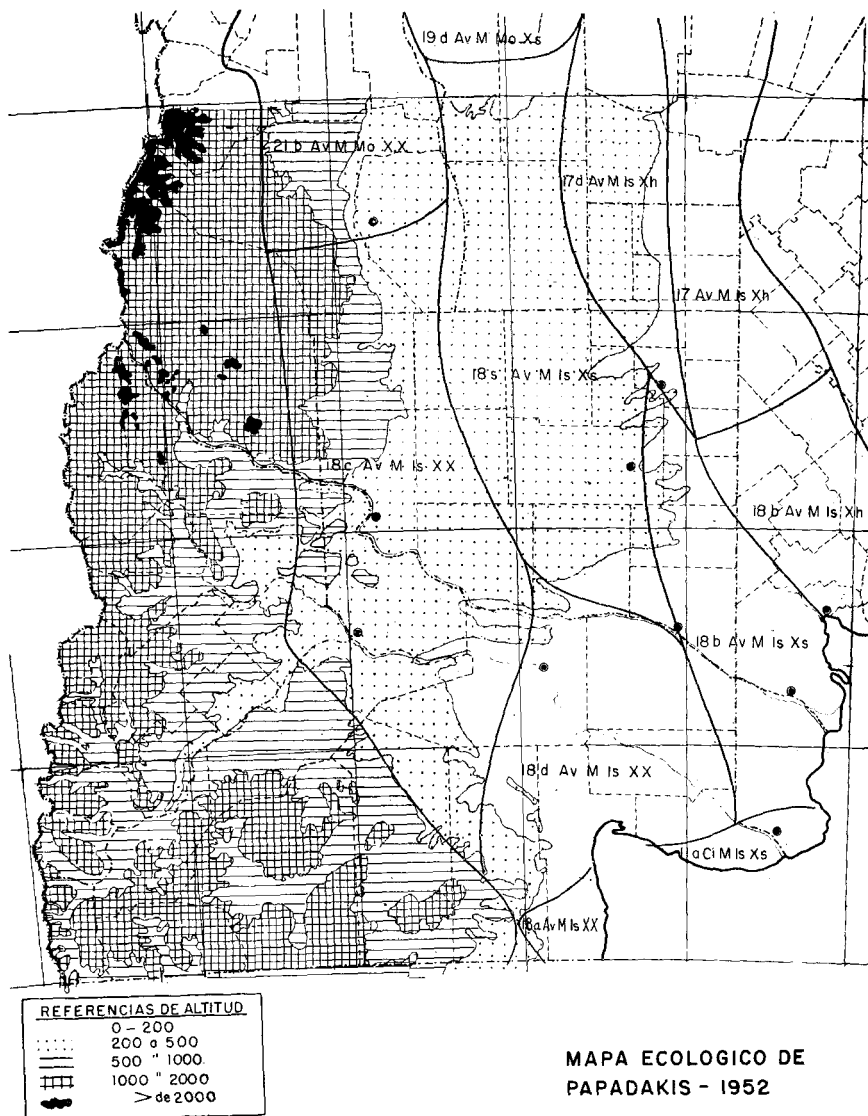 19 d Av M Mo Xs
21 b Av M Mo XX
17d Av M Is Xh
17 Av M Is Xh
18's Av M Is Xs
18c Av M Is XX
18 b Av M Is Xh
18 b Av M Is Xs
18 d Av M Is XX
11a Ci M Is Xs
18a Av M Is XX
REFERENCIAS DE ALTITUD
0 - 200
200 a 500
500 " 1000.
1000 " 2000
> de 2000
MAPA ECOLOGICO DE
PAPADAKIS - 1952